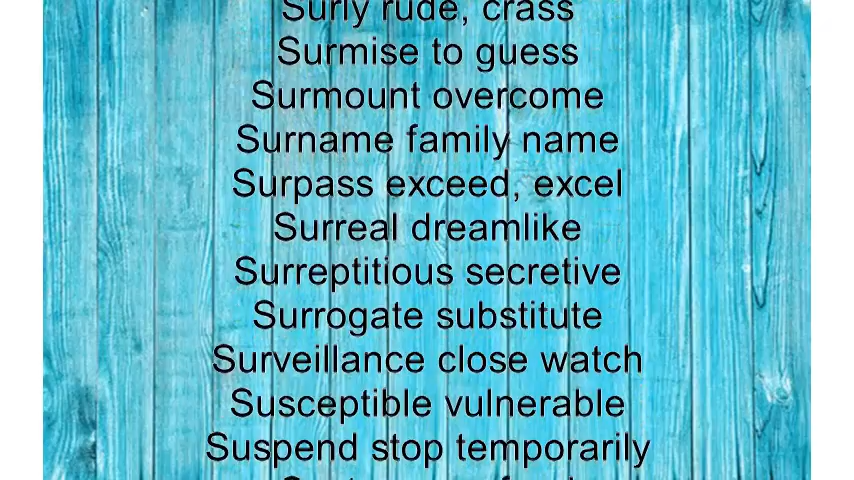 Surly rude, crass
Surmise to guess
Surmount overcome
Surname family name
Surpass exceed, excel
Surreal dreamlike
Surreptitious secretive
Surrogate substitute
Surveillance close watch
Susceptible vulnerable
Suspend stop temporarily